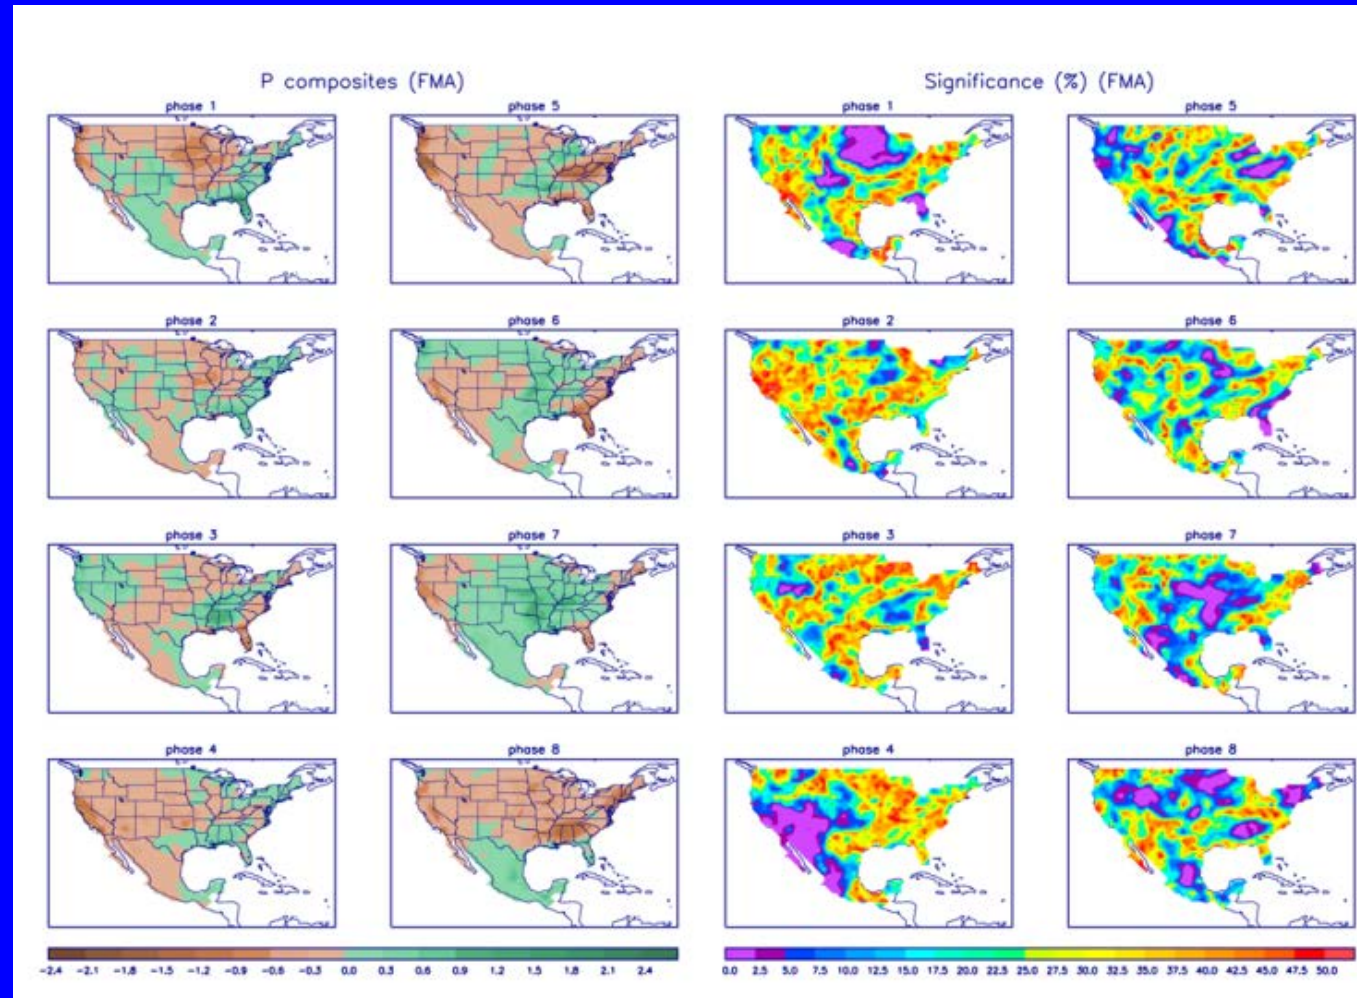 P composites (FMA)
Significance (%) (FMA)
phase 1
phase 5
phase 1
phase 5
phase 2
phase 6
phase 2
phase 6
phase 3
phase 7
phase 3
phase 7
phase 4
phase 8
phase 4
phase 8
-2.4 -2.1 -1.8 -1.5 -1.2 -0.9 -0.6 -0.3 0.0 0.3 0.6 0.9 1.2 1.5 1.8 2.1 2.4
0.0 2.5 5.0 7.5 10.0 12.5 15.0 17.5 20.0 22.5 25.0 27.5 30.0 32.5 35.0 37.5 40.0 42.5 45.0 47.5 50.0